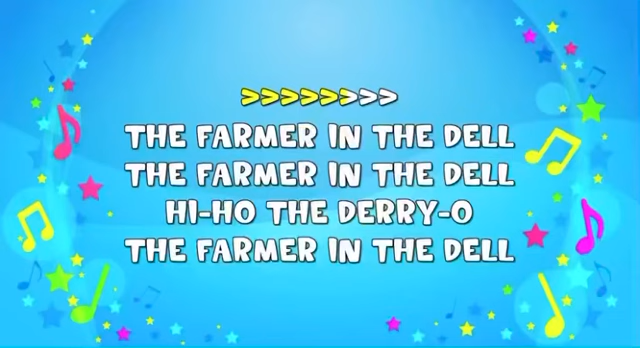 >>>>>>>>>
THE FARMER IN THE DELL
THE FARMER IN THE DELL
HI-HO THE DERRY-O
THE FARMER IN THE DELL